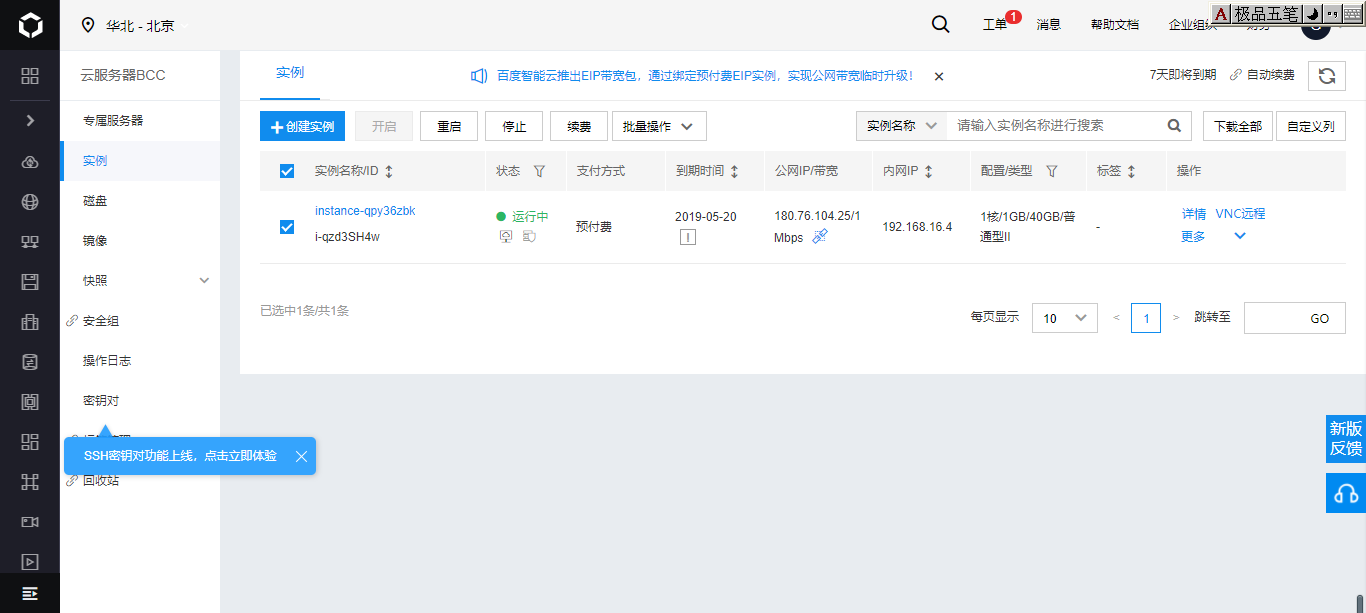 华北 - 北京
工单 1 消息 帮助文档 企业组织
A 极品五笔
云服务器BCC
专属服务器
实例
磁盘
镜像
快照
安全组
操作日志
密钥对
SSH密钥对功能上线，点击立即体验
回收站
实例
百度智能云推出EIP带宽包，通过绑定预付费EIP实例，实现公网带宽临时升级！
7天即将到期 自动续费
创建实例 开启 重启 停止 续费 批量操作
实例名称 请输入实例名称进行搜索 下载全部 自定义列
实例名称/ID 状态 支付方式 到期时间 公网IP/带宽 内网IP 配置/类型 标签 操作
instance-qpy36zbk
i-qzd3SH4w
运行中
预付费
2019-05-20
180.76.104.25/1
Mbps
192.168.16.4
1核/1GB/40GB/普
通型II
-
详情 VNC远程
更多
已选中1条/共1条
每页显示 10 < 1 > 跳转至 GO
新版
反馈